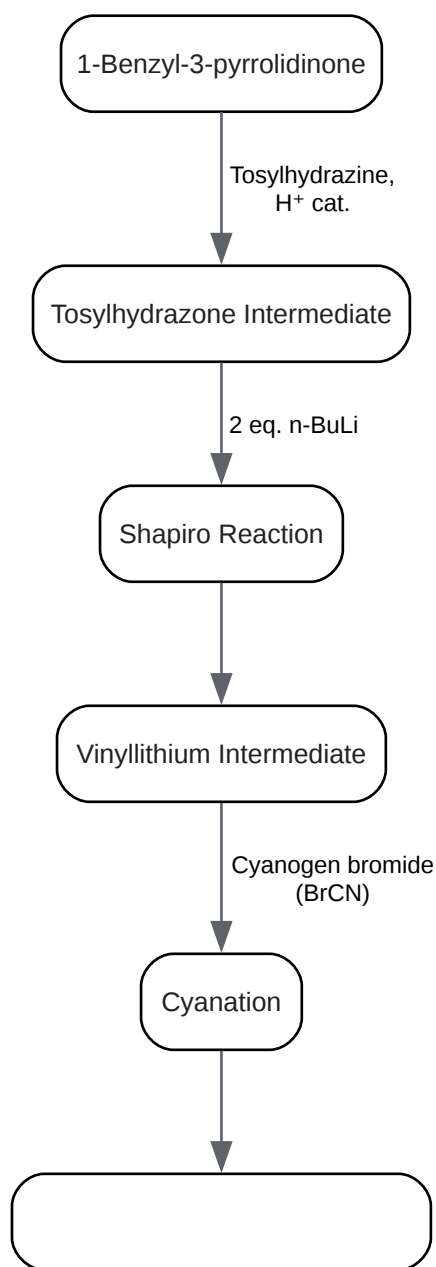 1-Benzyl-3-pyrrolidinone
Tosylhydrazine,
H⁺ cat.
Tosylhydrazone Intermediate
2 eq. n-BuLi
Shapiro Reaction
Vinyllithium Intermediate
Cyanogen bromide
(BrCN)
Cyanation